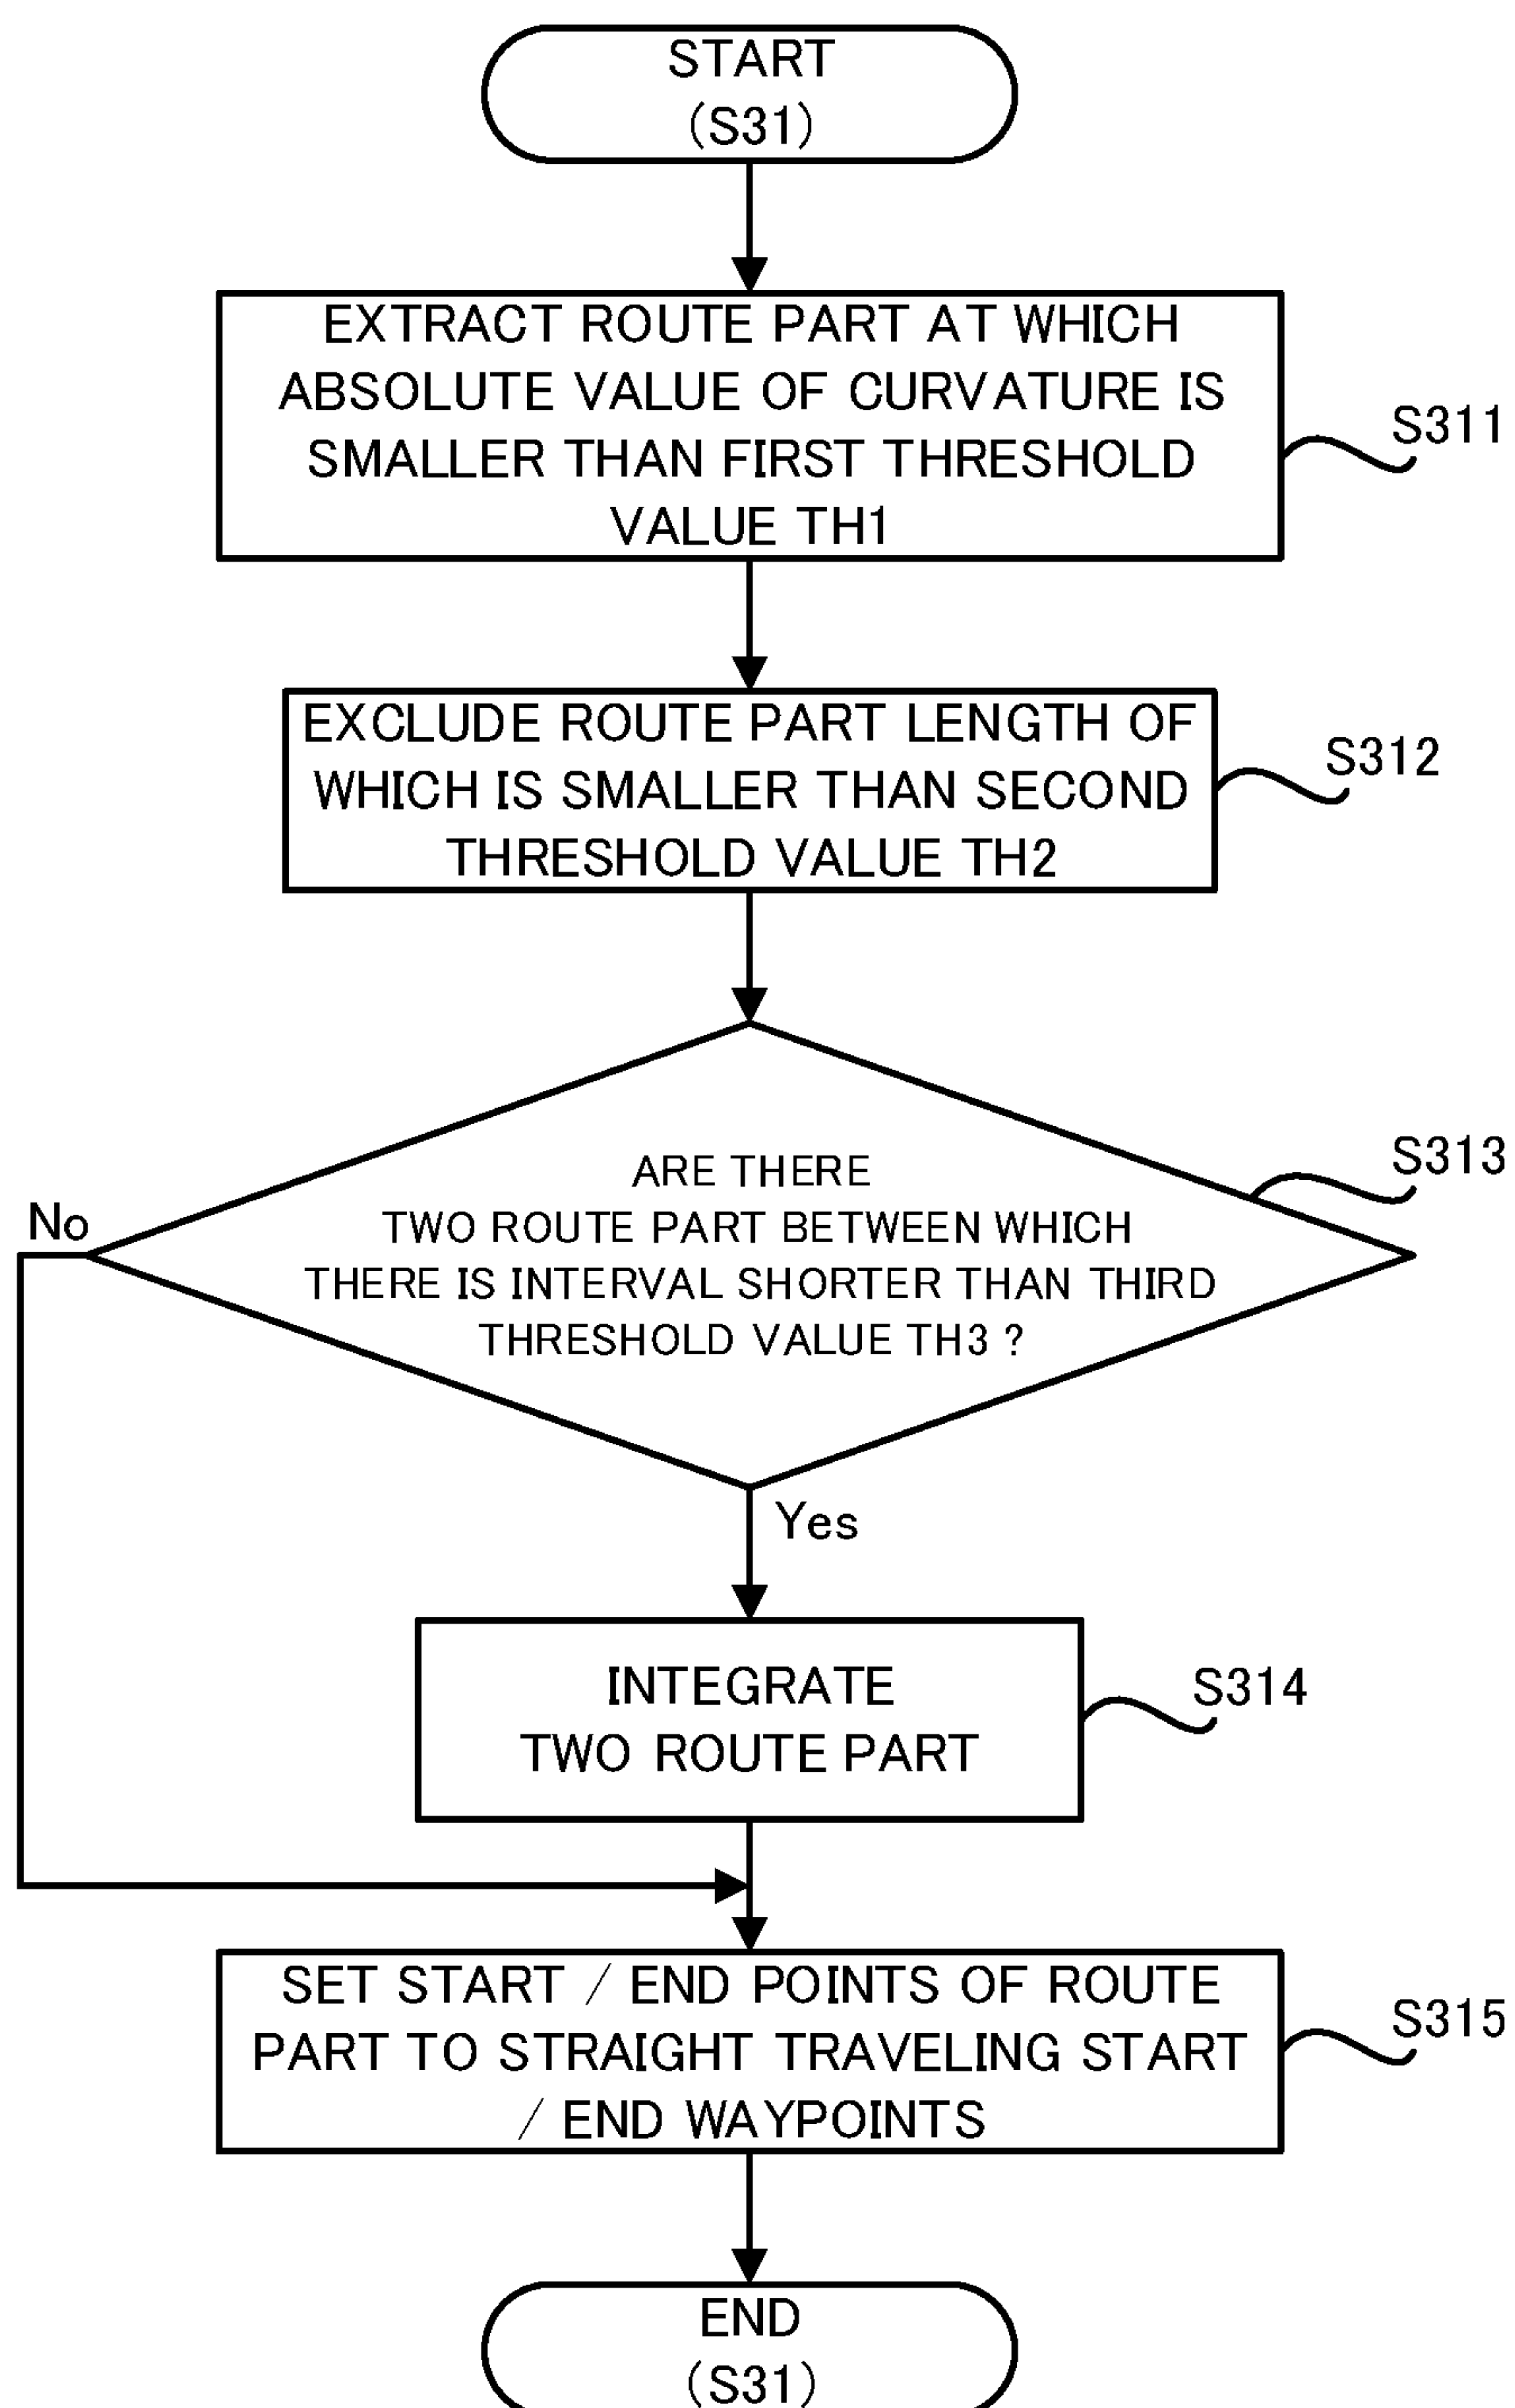 START
(S31)
EXTRACT ROUTE PART AT WHICH
ABSOLUTE VALUE OF CURVATURE IS
SMALLER THAN FIRST THRESHOLD
VALUE TH1
S311
EXCLUDE ROUTE PART LENGTH OF
WHICH IS SMALLER THAN SECOND
THRESHOLD VALUE TH2
S312
ARE THERE
TWO ROUTE PART BETWEEN WHICH
THERE IS INTERVAL SHORTER THAN THIRD
THRESHOLD VALUE TH3 ?
S313
No
Yes
INTEGRATE
TWO ROUTE PART
S314
SET START / END POINTS OF ROUTE
PART TO STRAIGHT TRAVELING START
/ END WAYPOINTS
S315
END
(S31)